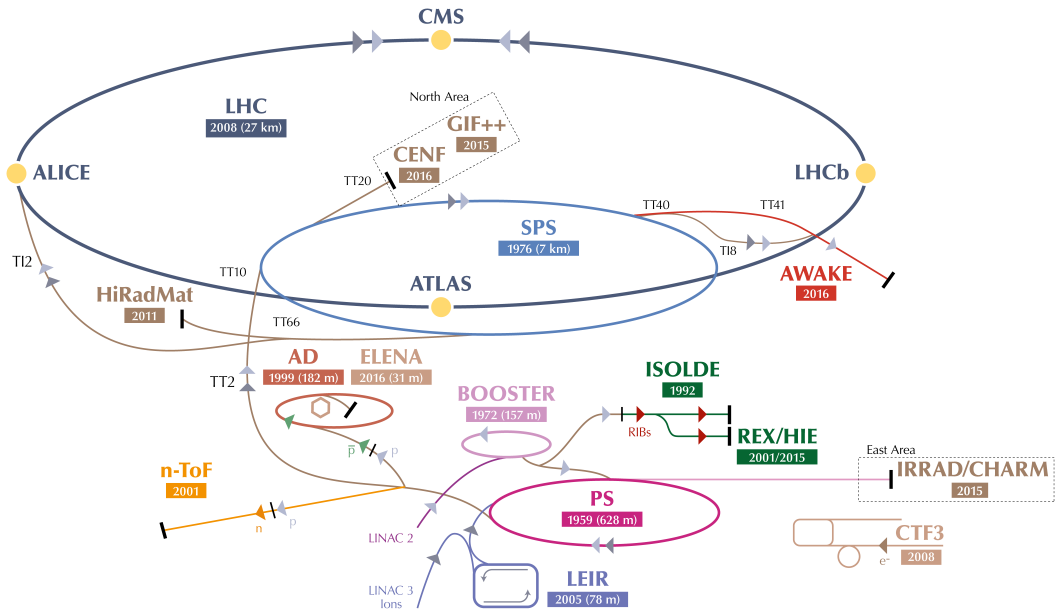 CMS
LHC
2008 (27 km)
North Area
GIF++
2015
CENF
2016
TT20
ALICE
LHCb
TT40
TT41
SPS
1976 (7 km)
TI8
TI2
TT10
ATLAS
AWAKE
2016
HiRadMat
2011
TT66
AD
1999 (182 m)
ELENA
2016 (31 m)
TT2
ISOLDE
1992
BOOSTER
1972 (157 m)
RIBs
REX/HIE
2001/2015
p̅
p
East Area
IRRAD/CHARM
2015
n-ToF
2001
PS
1959 (628 m)
n
p
LINAC 2
CTF3
2008
e-
LEIR
2005 (78 m)
LINAC 3
Ions